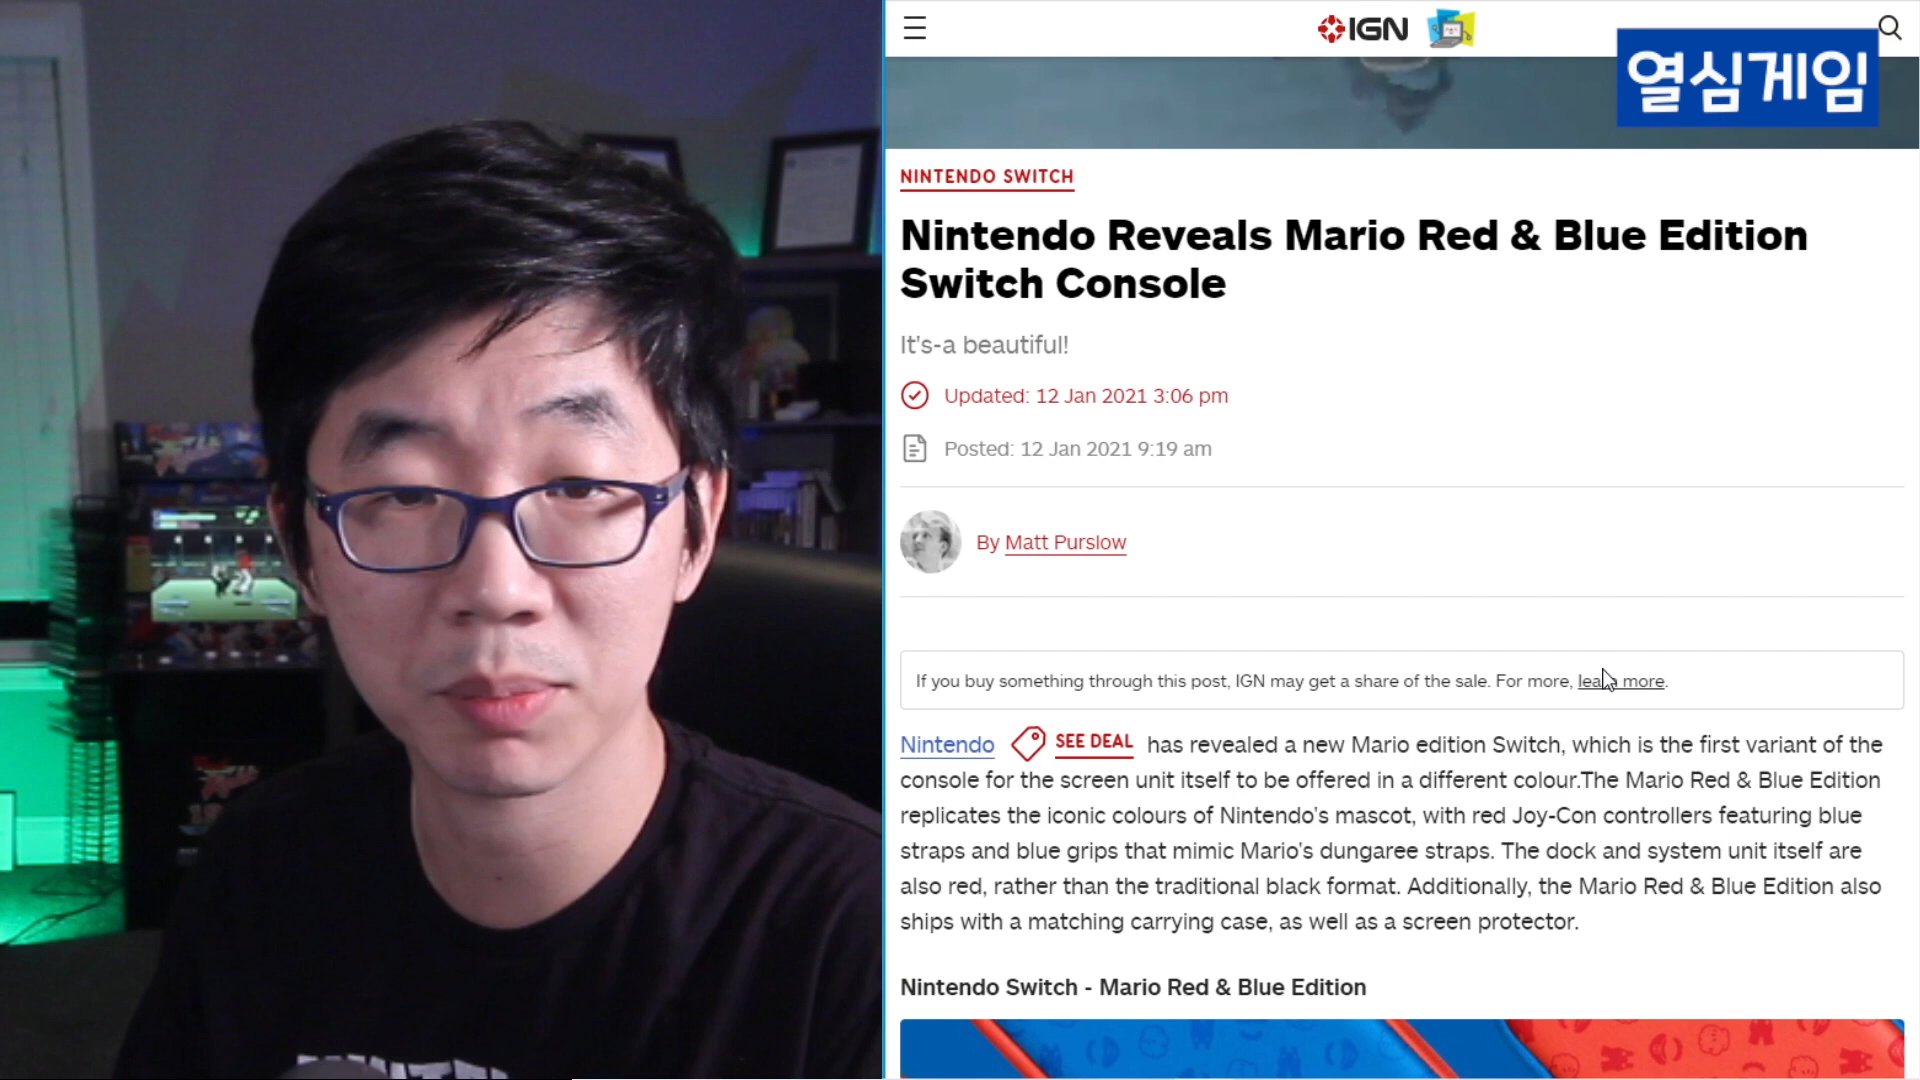 IGN
열심게임
NINTENDO SWITCH
Nintendo Reveals Mario Red & Blue Edition
Switch Console
It's-a beautiful!
Updated: 12 Jan 2021 3:06 pm
Posted: 12 Jan 2021 9:19 am
By Matt Purslow
If you buy something through this post, IGN may get a share of the sale. For more, learn more.
Nintendo SEE DEAL has revealed a new Mario edition Switch, which is the first variant of the
console for the screen unit itself to be offered in a different colour.The Mario Red & Blue Edition
replicates the iconic colours of Nintendo's mascot, with red Joy-Con controllers featuring blue
straps and blue grips that mimic Mario's dungaree straps. The dock and system unit itself are
also red, rather than the traditional black format. Additionally, the Mario Red & Blue Edition also
ships with a matching carrying case, as well as a screen protector.
Nintendo Switch - Mario Red & Blue Edition